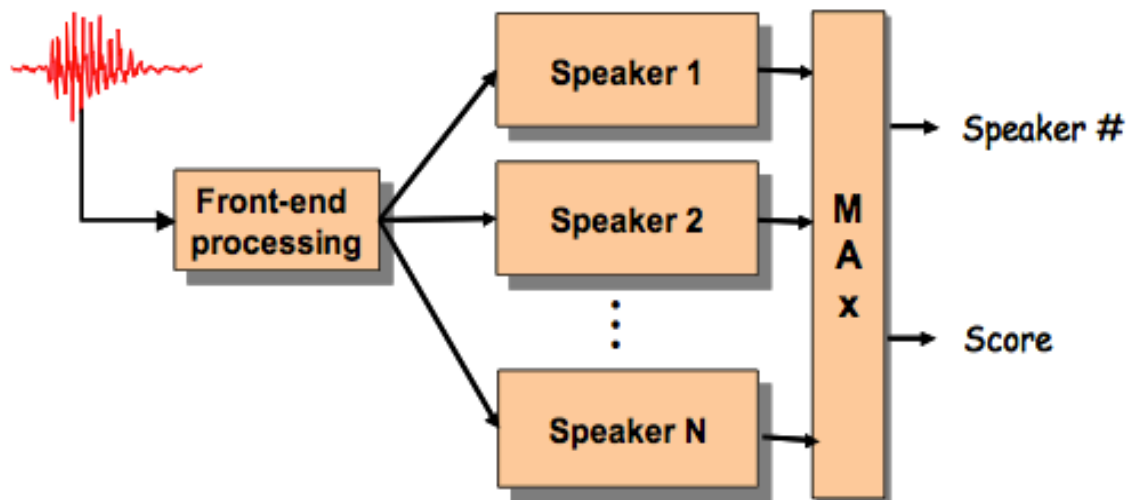 Speaker 1
Speaker #
Front-end
processing
Speaker 2
M
A
x
Score
Speaker N